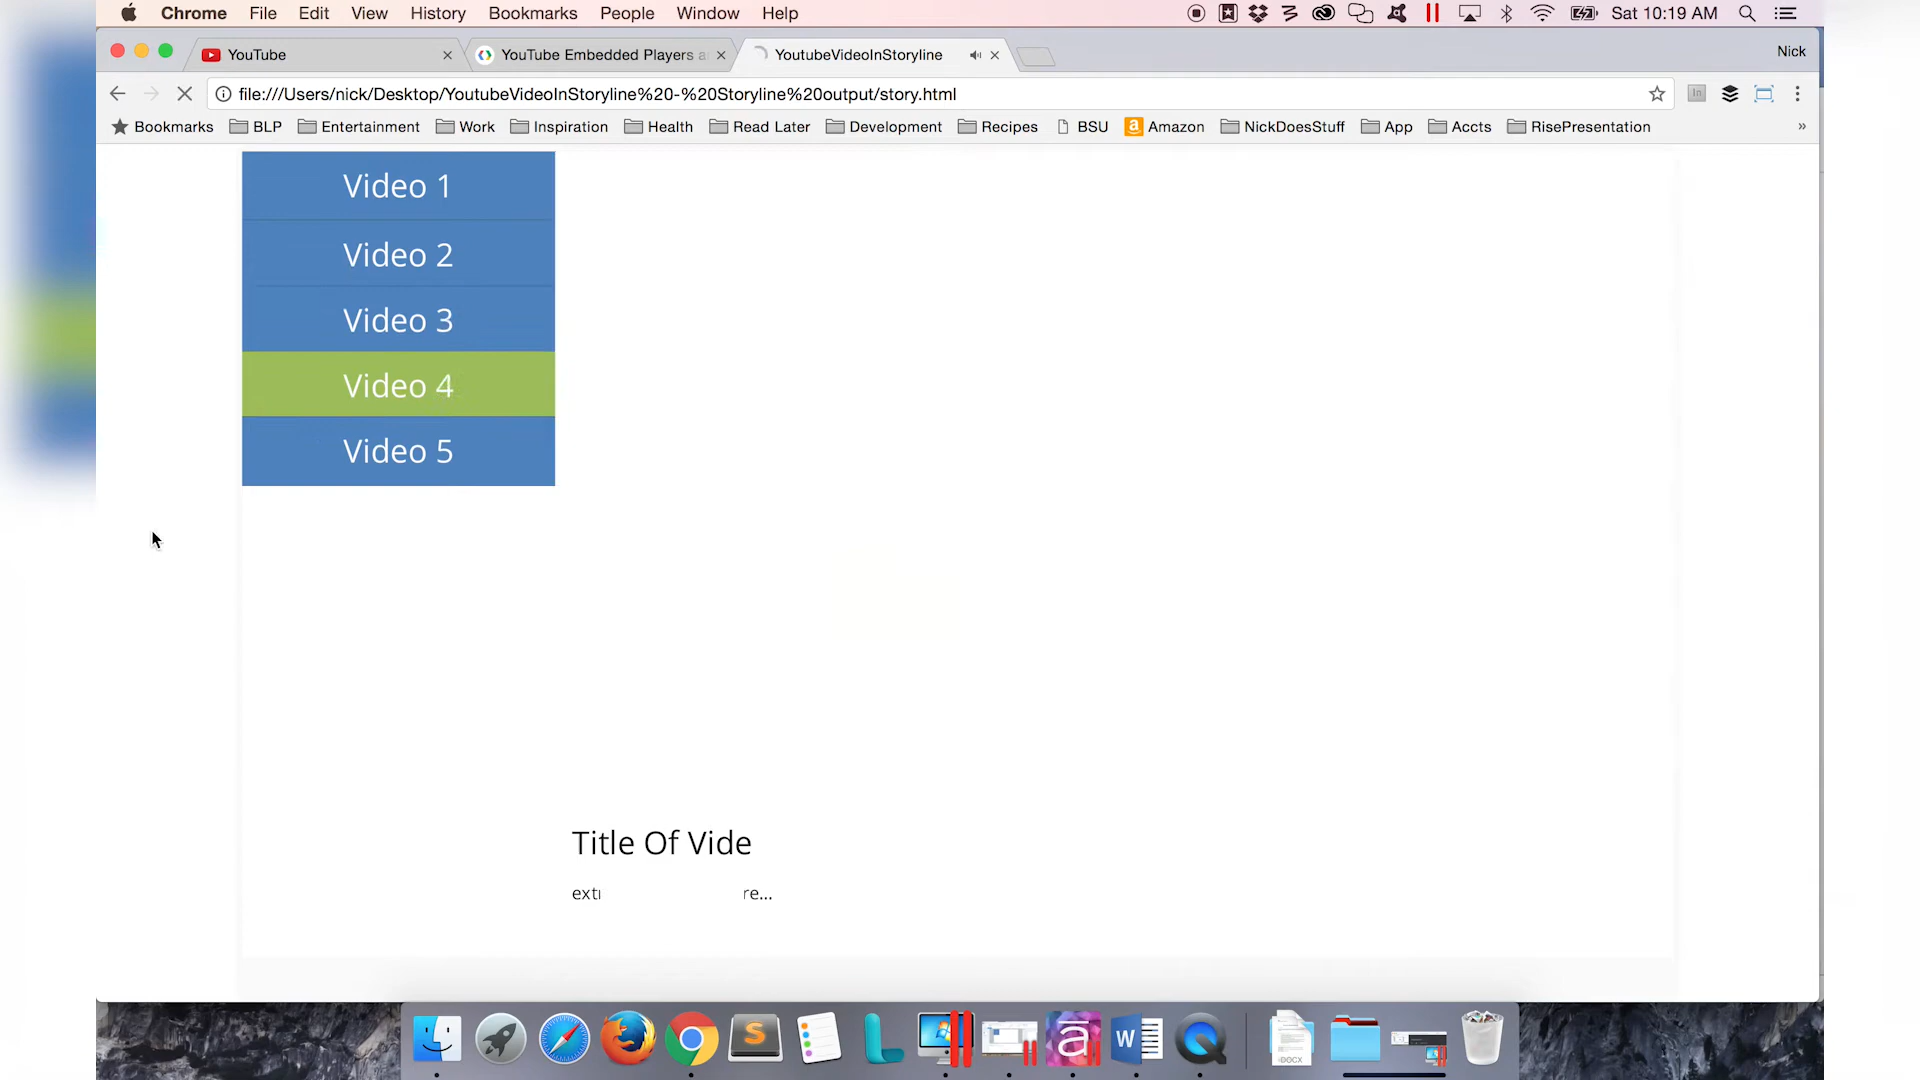 Chrome File Edit View History Bookmarks People Window Help Sat 10:19 AM
YouTube YouTube Embedded Players a YoutubeVideoInStoryline Nick
file:///Users/nick/Desktop/YoutubeVideoInStoryline%20-%20Storyline%20output/story.html In
Bookmarks BLP Entertainment Work Inspiration Health Read Later Development Recipes BSU a Amazon NickDoesStuff App Accts RisePresentation »
Video 1
Video 2
Video 3
Video 4
Video 5
Title Of Vide
ext re...
S L a W DOCX